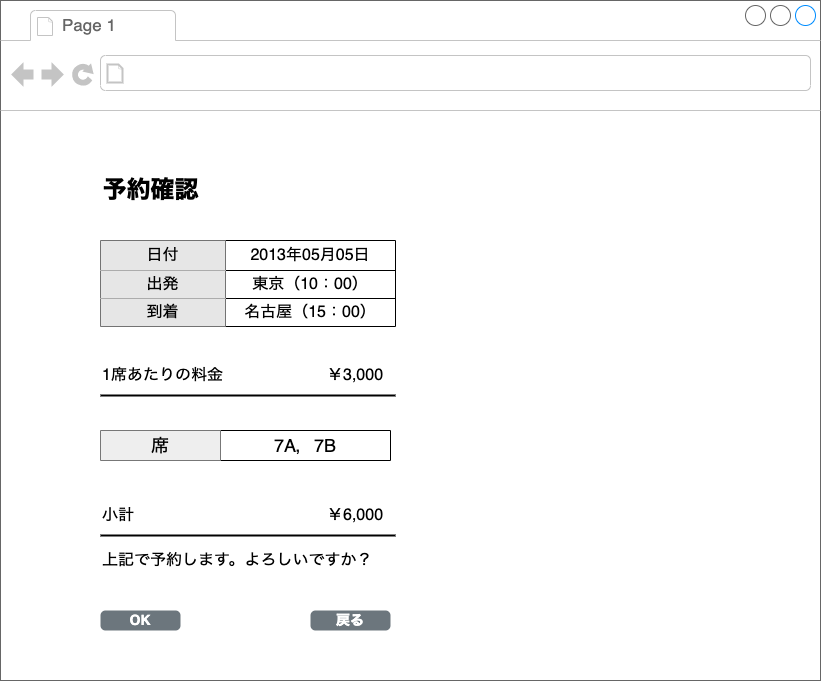 Page 1
予約確認
日付 2013年05月05日
出発 東京（10：00）
到着 名古屋（15：00）
1席あたりの料金 ￥3,000
席 7A, 7B
小計 ￥6,000
上記で予約します。よろしいですか？
OK 戻る